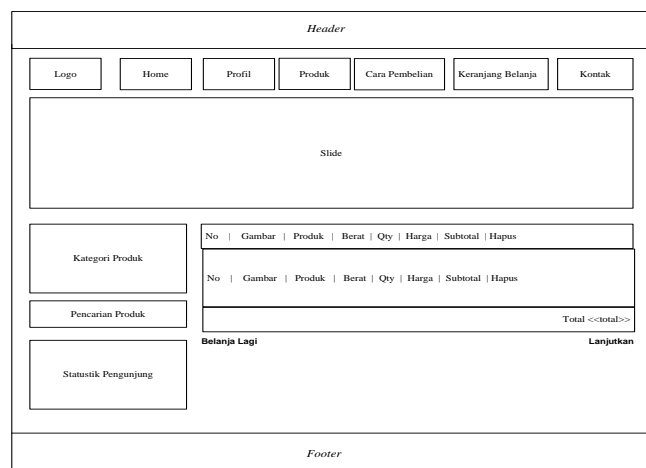 Header
Logo Home Profil Produk Cara Pembelian Keranjang Belanja Kontak
Slide
Kategori Produk
Pencarian Produk
Statustik Pengunjung
No | Gambar | Produk | Berat | Qty | Harga | Subtotal | Hapus
No | Gambar | Produk | Berat | Qty | Harga | Subtotal | Hapus
Total <<total>>
Belanja Lagi Lanjutkan
Footer